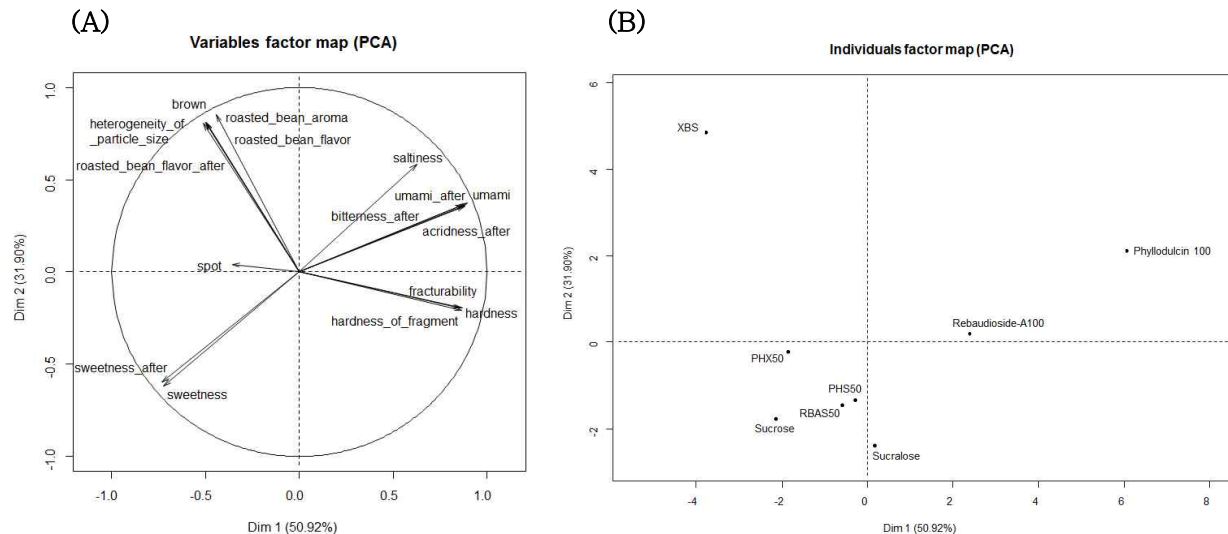 (A)
Variables factor map (PCA)
brown
roasted_bean_aroma
heterogeneity_of
_particle_size
roasted_bean_flavor
roasted_bean_flavor_after
saltiness
umami_after
umami
bitterness_after
acridness_after
spot
fracturability
hardness
hardness_of_fragment
sweetness_after
sweetness
Dim 2 (31.90%)
1.0
0.5
0.0
-0.5
-1.0
-1.0
-0.5
0.0
0.5
1.0
Dim 1 (50.92%)
(B)
Individuals factor map (PCA)
XBS
Phyllodulcin 100
Rebaudioside-A100
PHX50
PHS50
RBAS50
Sucrose
Sucralose
Dim 2 (31.90%)
6
4
2
0
-2
-4
-2
0
2
4
6
8
Dim 1 (50.92%)